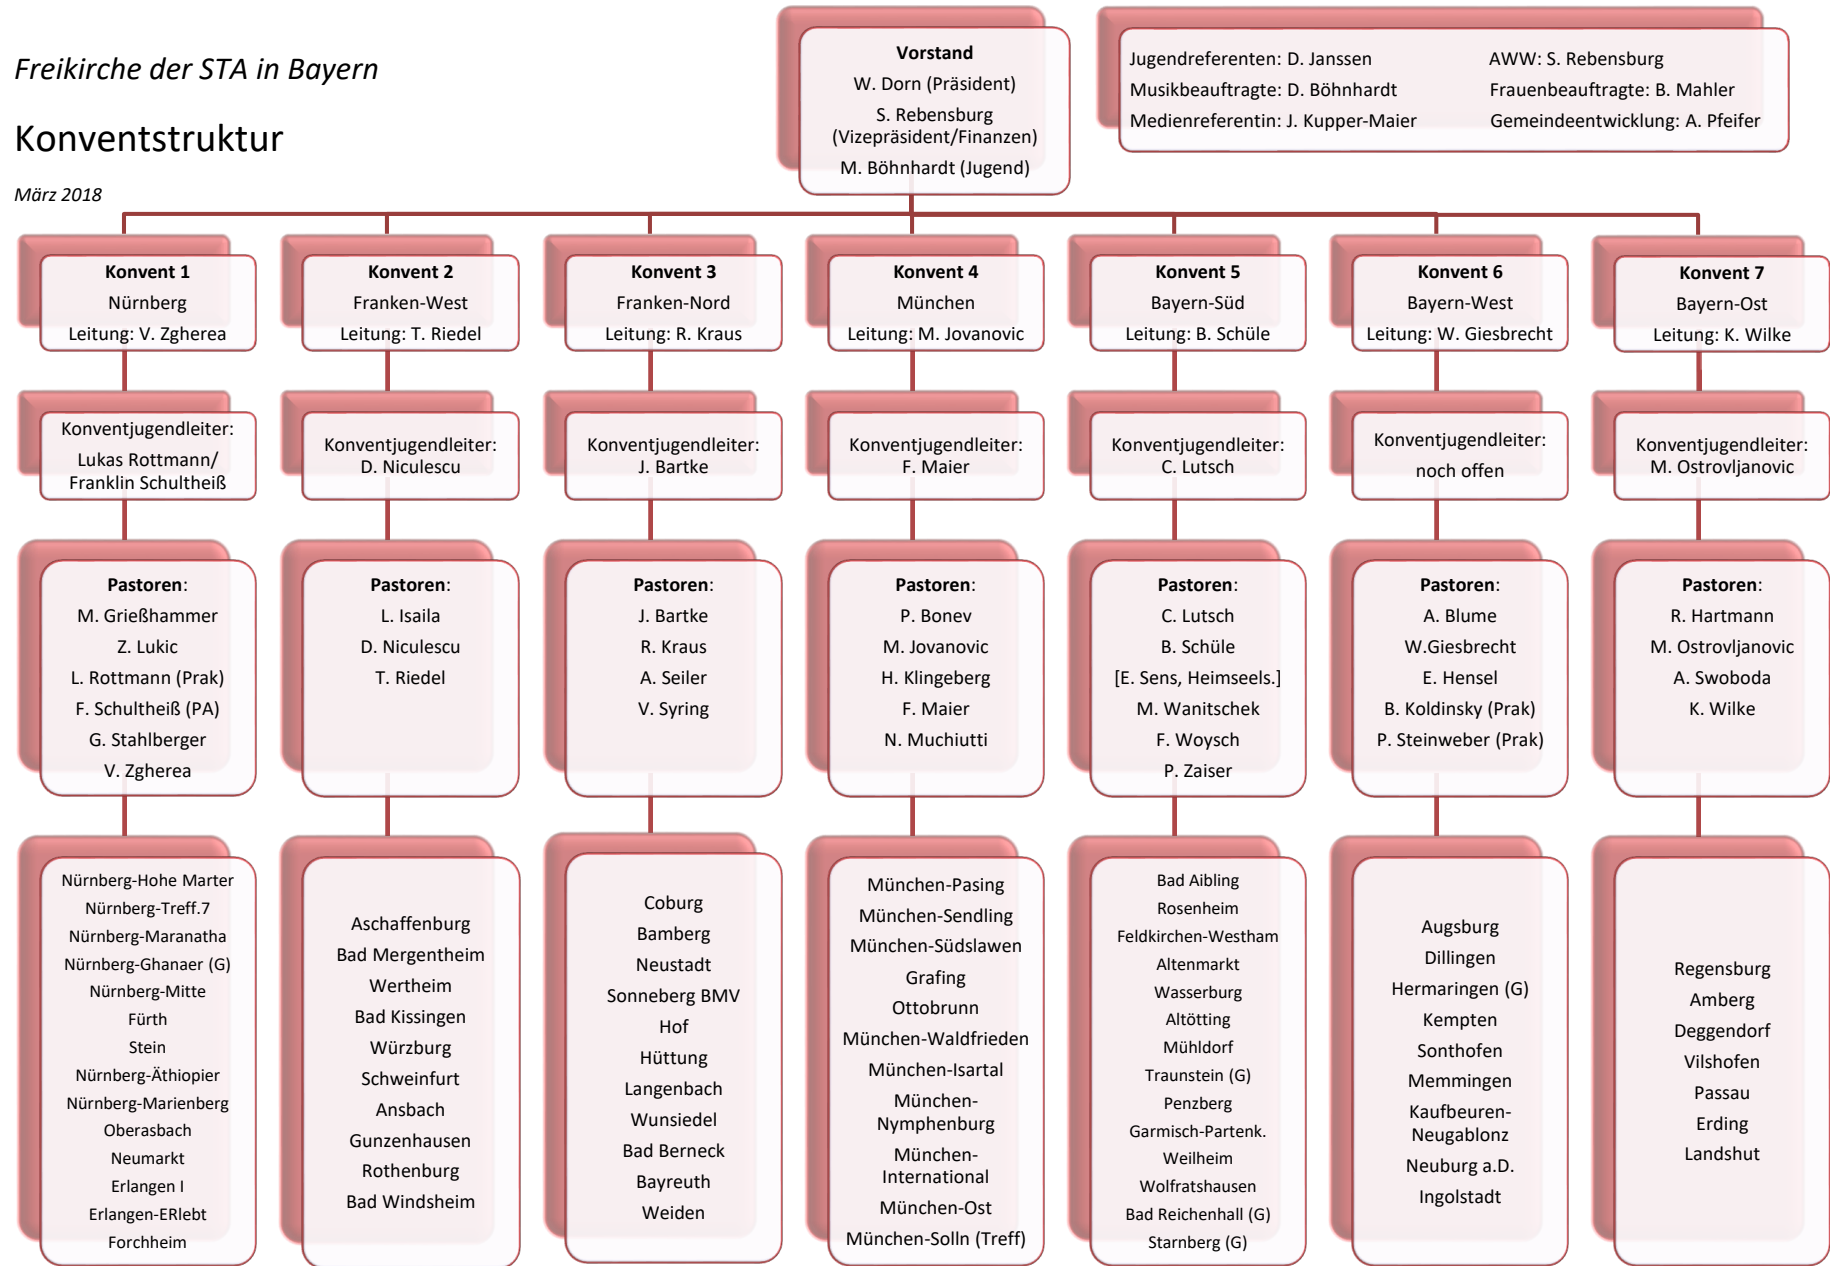 Freikirche der STA in Bayern
Konventstruktur
März 2018
Vorstand
W. Dorn (Präsident)
S. Rebensburg
(Vizepräsident/Finanzen)
M. Böhnhardt (Jugend)
Jugendreferenten: D. Janssen
Musikbeauftragte: D. Böhnhardt
Medienreferentin: J. Kupper-Maier
AWW: S. Rebensburg
Frauenbeauftragte: B. Mahler
Gemeindeentwicklung: A. Pfeifer
Konvent 1
Nürnberg
Leitung: V. Zgherea
Konventjugendleiter:
Lukas Rottmann/
Franklin Schultheiß
Pastoren:
M. Grießhammer
Z. Lukic
L. Rottmann (Prak)
F. Schultheiß (PA)
G. Stahlberger
V. Zgherea
Nürnberg-Hohe Marter
Nürnberg-Treff.7
Nürnberg-Maranatha
Nürnberg-Ghanaer (G)
Nürnberg-Mitte
Fürth
Stein
Nürnberg-Äthiopier
Nürnberg-Marienberg
Oberasbach
Neumarkt
Erlangen I
Erlangen-ERlebt
Forchheim
Konvent 2
Franken-West
Leitung: T. Riedel
Konventjugendleiter:
D. Niculescu
Pastoren:
L. Isaila
D. Niculescu
T. Riedel
Aschaffenburg
Bad Mergentheim
Wertheim
Bad Kissingen
Würzburg
Schweinfurt
Ansbach
Gunzenhausen
Rothenburg
Bad Windsheim
Konvent 3
Franken-Nord
Leitung: R. Kraus
Konventjugendleiter:
J. Bartke
Pastoren:
J. Bartke
R. Kraus
A. Seiler
V. Syring
Coburg
Bamberg
Neustadt
Sonneberg BMV
Hof
Hüttung
Langenbach
Wunsiedel
Bad Berneck
Bayreuth
Weiden
Konvent 4
München
Leitung: M. Jovanovic
Konventjugendleiter:
F. Maier
Pastoren:
P. Bonev
M. Jovanovic
H. Klingeberg
F. Maier
N. Muchiutti
München-Pasing
München-Sendling
München-Südslawen
Grafing
Ottobrunn
München-Waldfrieden
München-Isartal
München-
Nymphenburg
München-
International
München-Ost
München-Solln (Treff)
Konvent 5
Bayern-Süd
Leitung: B. Schüle
Konventjugendleiter:
C. Lutsch
Pastoren:
C. Lutsch
B. Schüle
[E. Sens, Heimseels.]
M. Wanitschek
F. Woysch
P. Zaiser
Bad Aibling
Rosenheim
Feldkirchen-Westham
Altenmarkt
Wasserburg
Altötting
Mühldorf
Traunstein (G)
Penzberg
Garmisch-Partenk.
Weilheim
Wolfratshausen
Bad Reichenhall (G)
Starnberg (G)
Konvent 6
Bayern-West
Leitung: W. Giesbrecht
Konventjugendleiter:
noch offen
Pastoren:
A. Blume
W.Giesbrecht
E. Hensel
B. Koldinsky (Prak)
P. Steinweber (Prak)
Augsburg
Dillingen
Hermaringen (G)
Kempten
Sonthofen
Memmingen
Kaufbeuren-
Neugablonz
Neuburg a.D.
Ingolstadt
Konvent 7
Bayern-Ost
Leitung: K. Wilke
Konventjugendleiter:
M. Ostrovljanovic
Pastoren:
R. Hartmann
M. Ostrovljanovic
A. Swoboda
K. Wilke
Regensburg
Amberg
Deggendorf
Vilshofen
Passau
Erding
Landshut